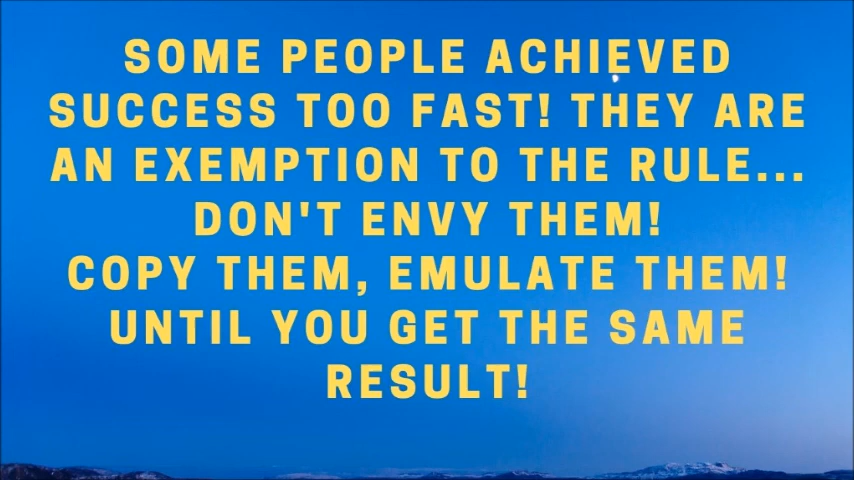 SOME PEOPLE ACHIEVED
SUCCESS TOO FAST! THEY ARE
AN EXEMPTION TO THE RULE...
DON'T ENVY THEM!
COPY THEM, EMULATE THEM!
UNTIL YOU GET THE SAME
RESULT!